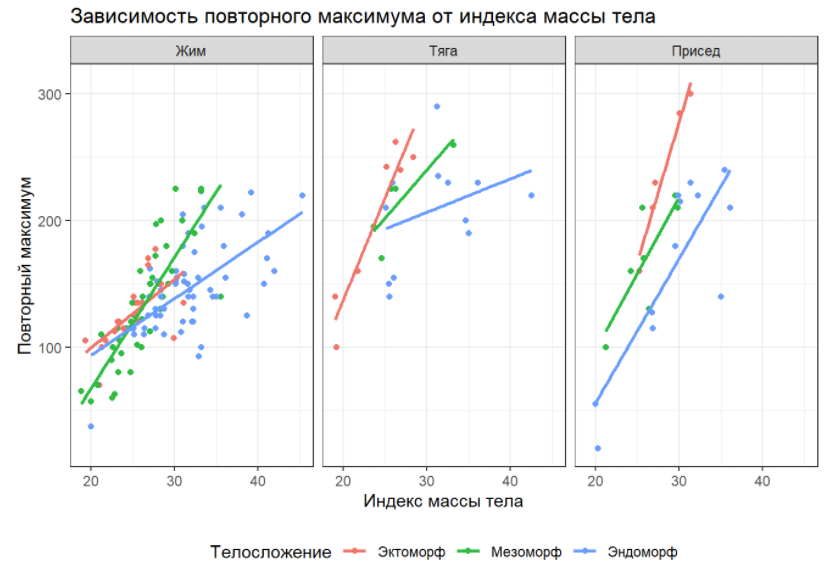 Зависимость повторного максимума от индекса массы тела
Жим
Тяга
Присед
Повторный максимум
300
200
100
20 30 40
20 30 40
20 30 40
Индекс массы тела
Телосложение Эктоморф Мезоморф Эндоморф